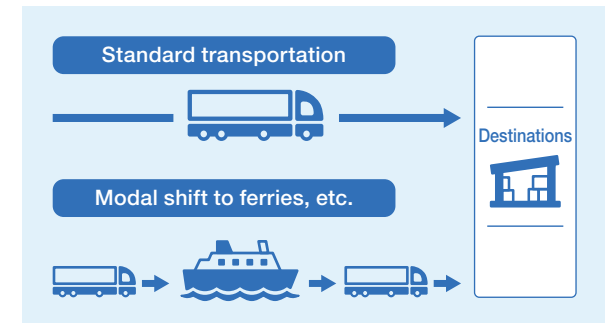 Standard transportation
Destinations
Modal shift to ferries, etc.